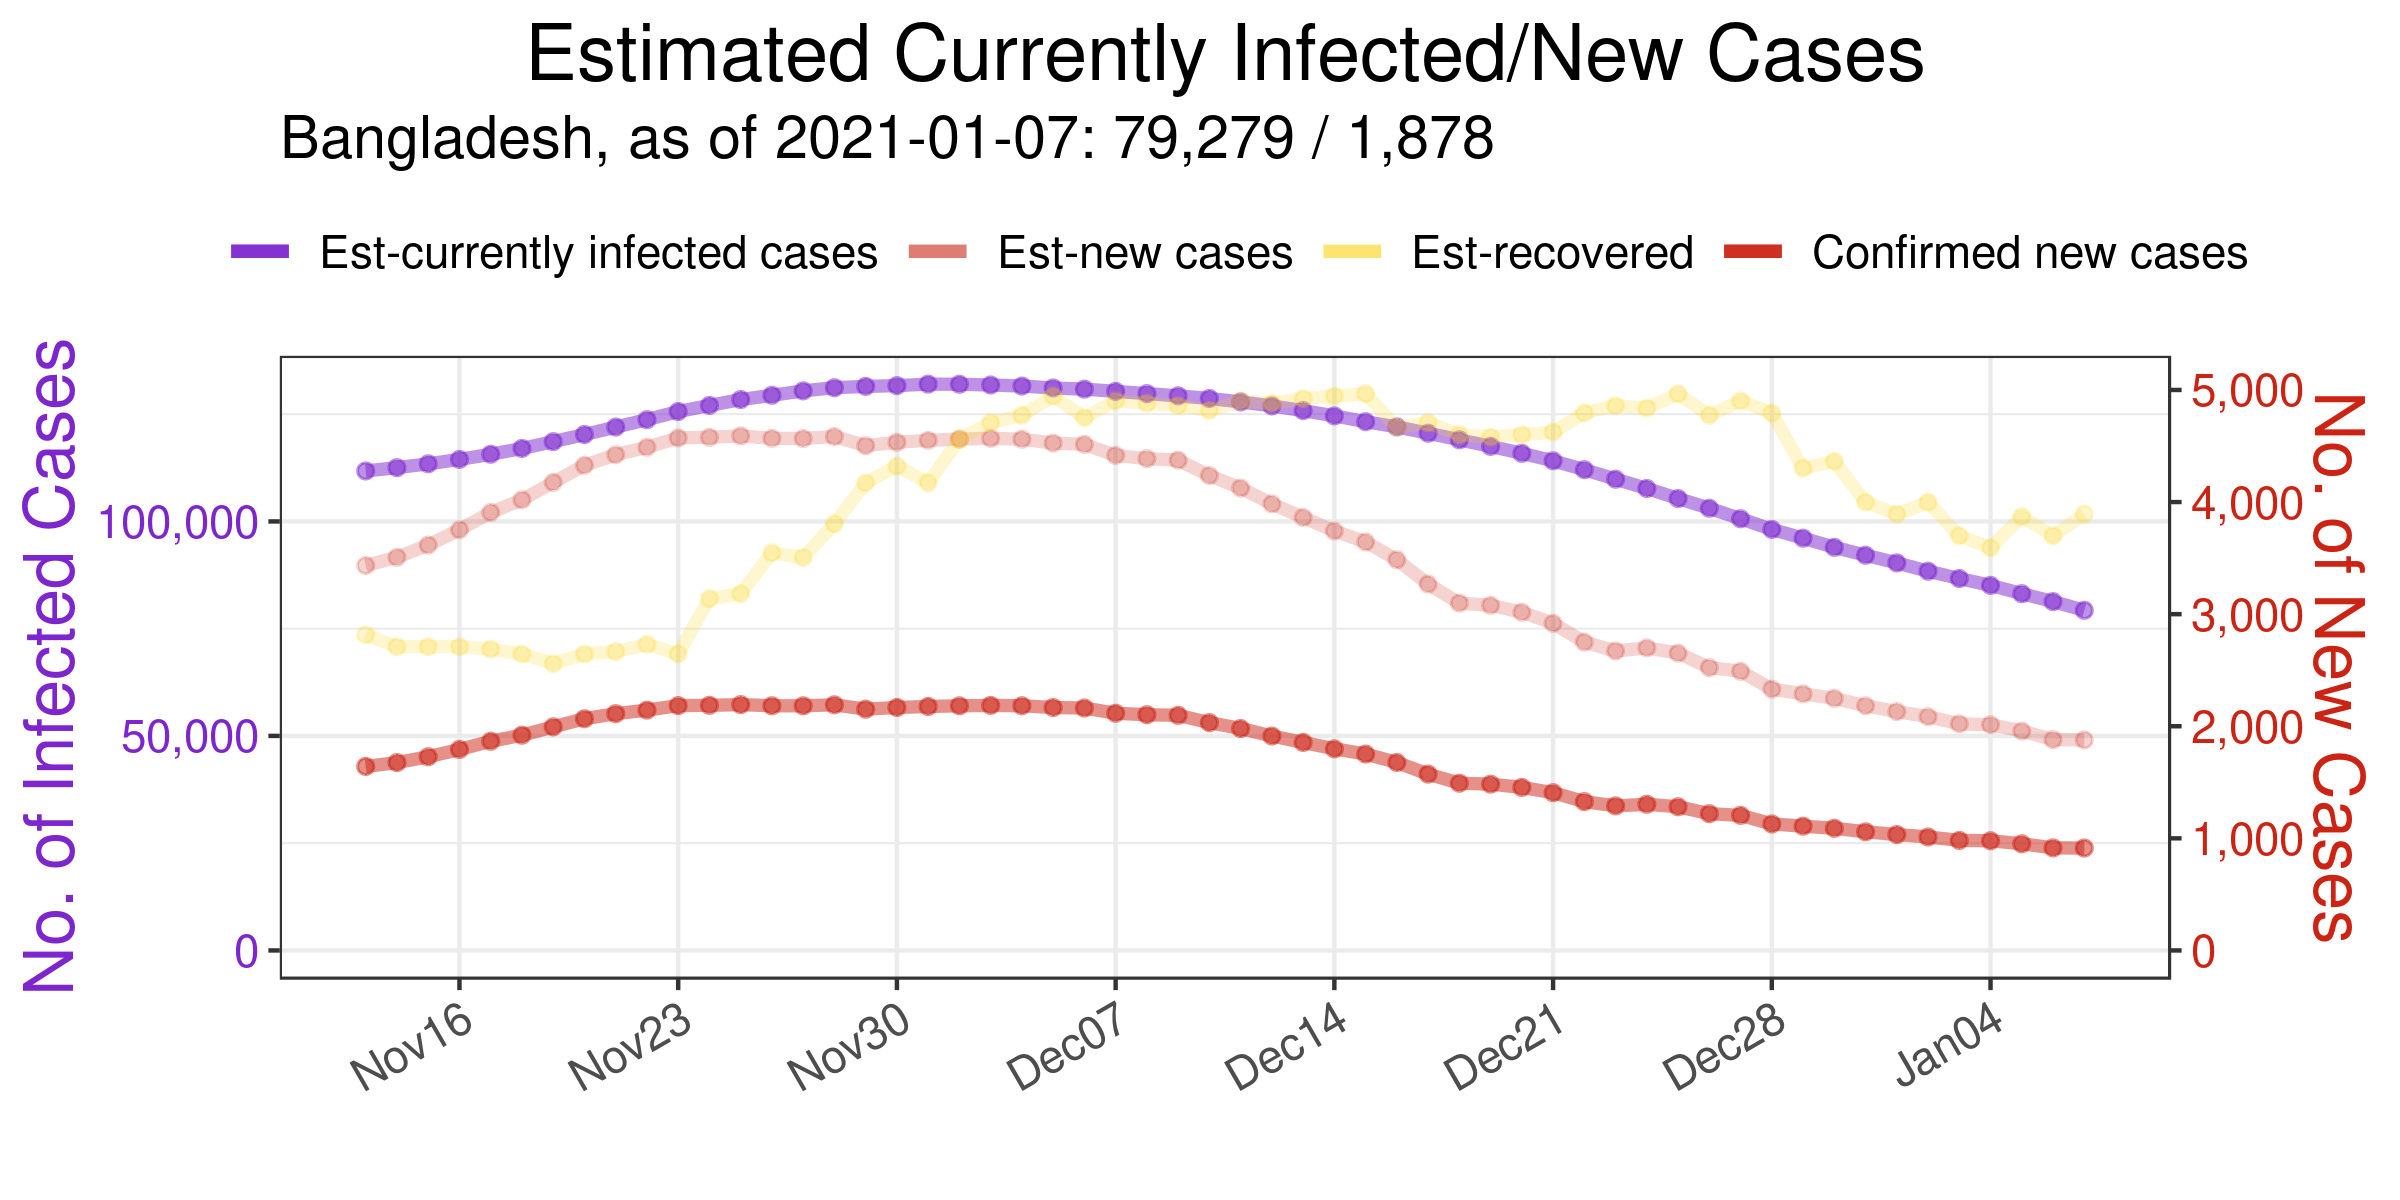 Estimated Currently Infected/New Cases
Bangladesh, as of 2021-01-07: 79,279 / 1,878
Est-currently infected cases Est-new cases Est-recovered Confirmed new cases
No. of Infected Cases
100,000
50,000
0
5,000
4,000
3,000
2,000
1,000
0
No. of New Cases
Nov16 Nov23 Nov30 Dec07 Dec14 Dec21 Dec28 Jan04